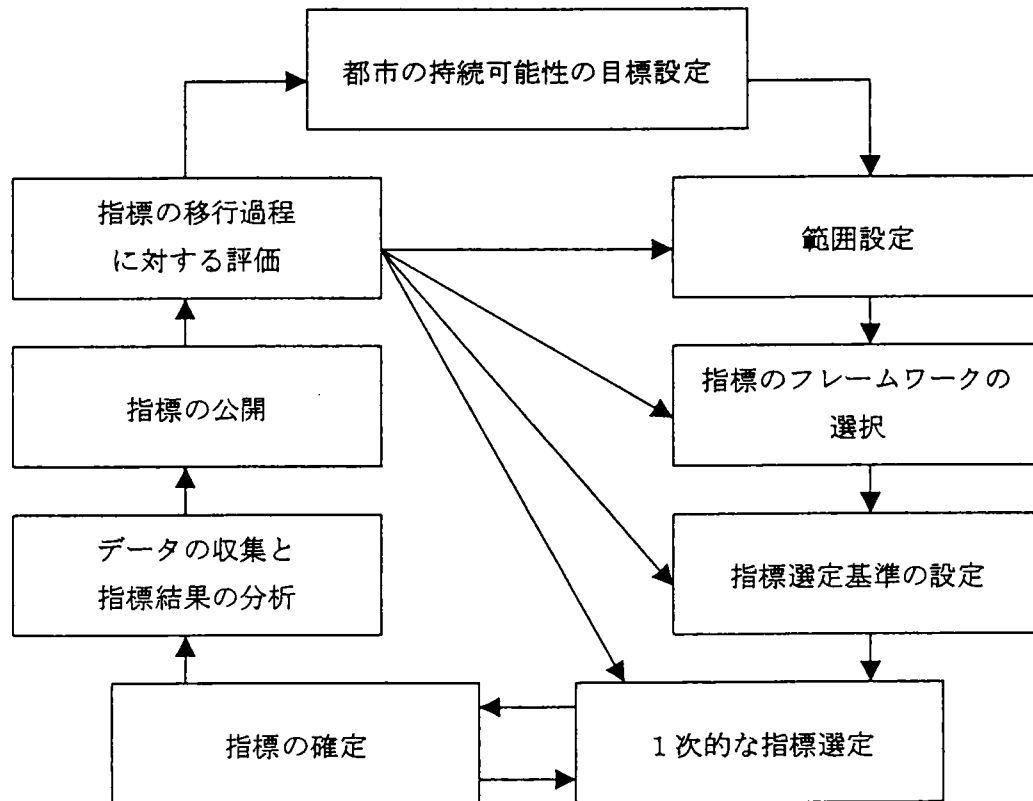 都市の持続可能性の目標設定
指標の移行過程
に対する評価
範囲設定
指標の公開
指標のフレームワークの
選択
データの収集と
指標結果の分析
指標選定基準の設定
指標の確定
1次的な指標選定